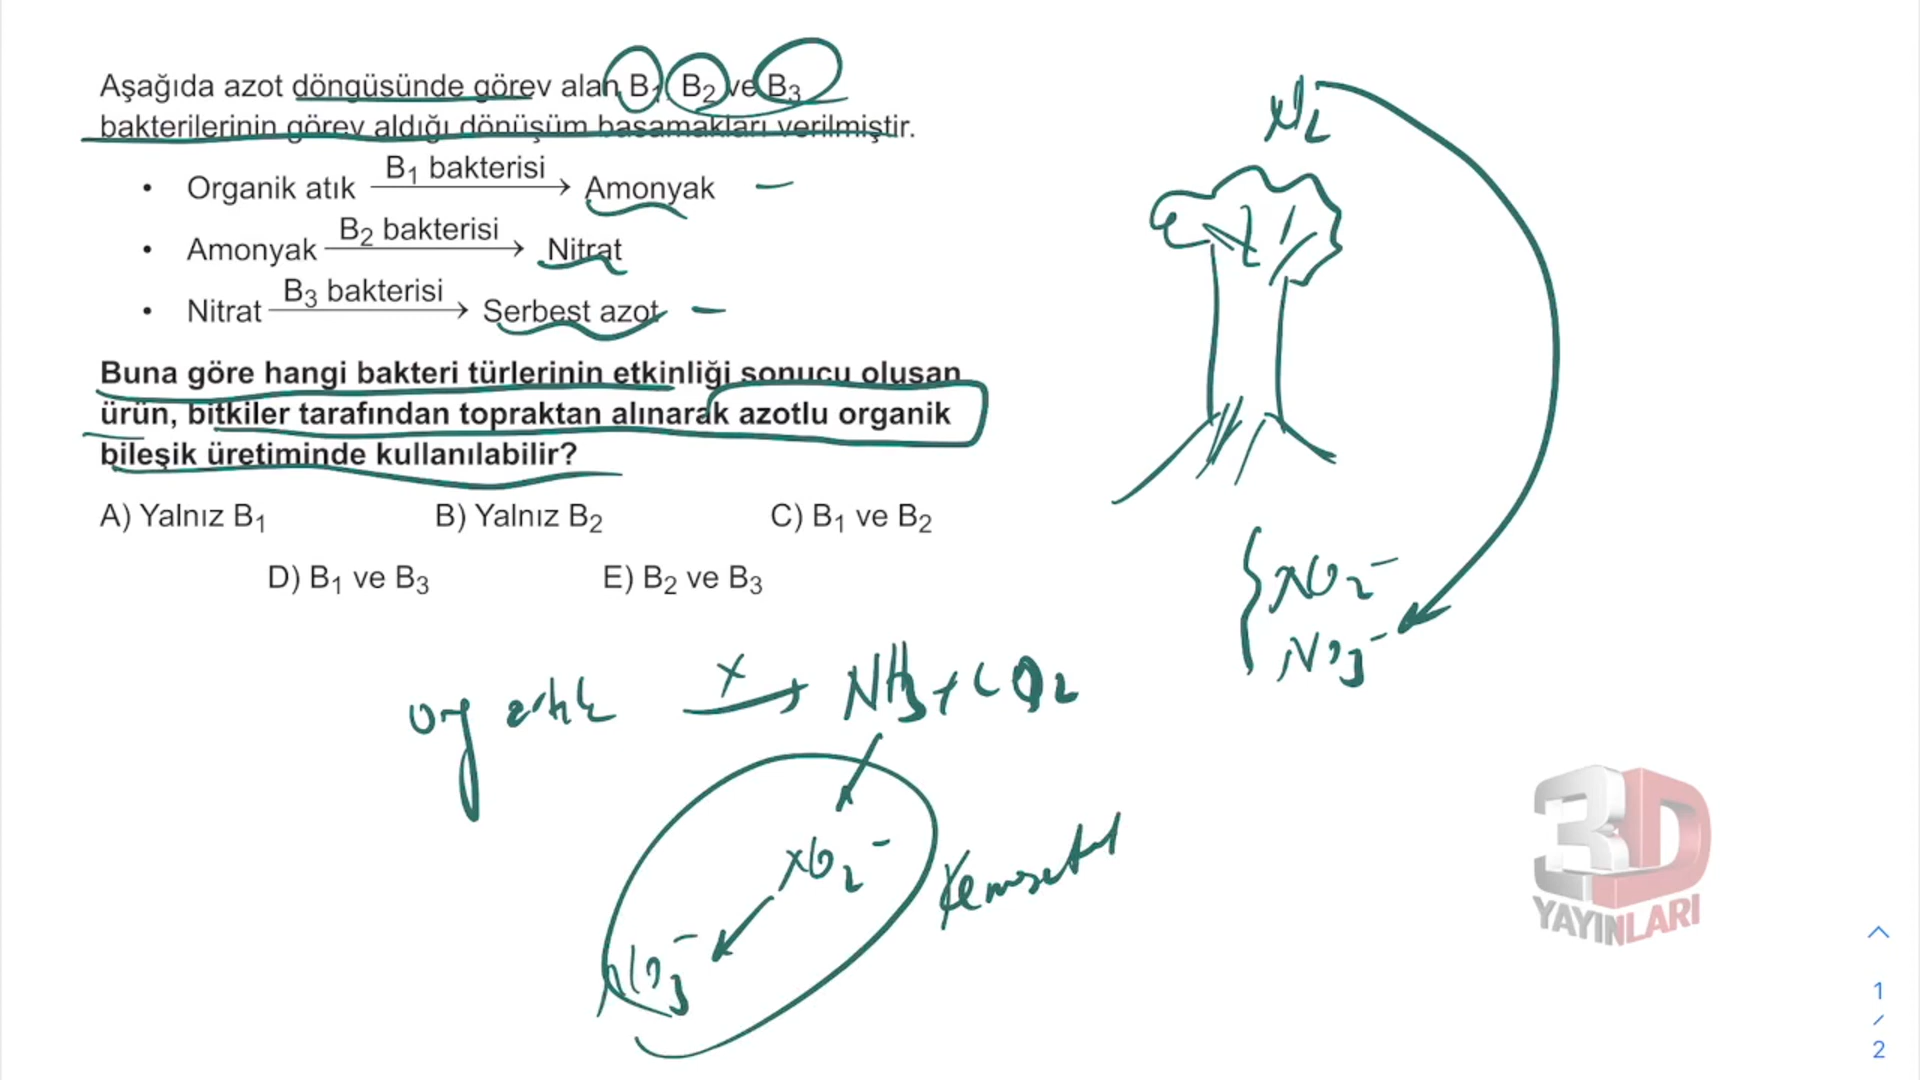 Aşağıda azot döngüsünde görev alan B1, B2 ve B3
bakterilerinin görev aldığı dönüşüm basamakları verilmiştir.
• Organik atık B1 bakterisi → Amonyak
• Amonyak B2 bakterisi → Nitrat
• Nitrat B3 bakterisi → Serbest azot
Buna göre hangi bakteri türlerinin etkinliği sonucu oluşan
ürün, bitkiler tarafından topraktan alınarak azotlu organik
bileşik üretiminde kullanılabilir?
A) Yalnız B1 B) Yalnız B2 C) B1 ve B2
D) B1 ve B3 E) B2 ve B3
N2
NO2-
NO3-
org atık X → NH3 + CO2
NO2-
NO3-
3D
YAYINLARI
1
/
2